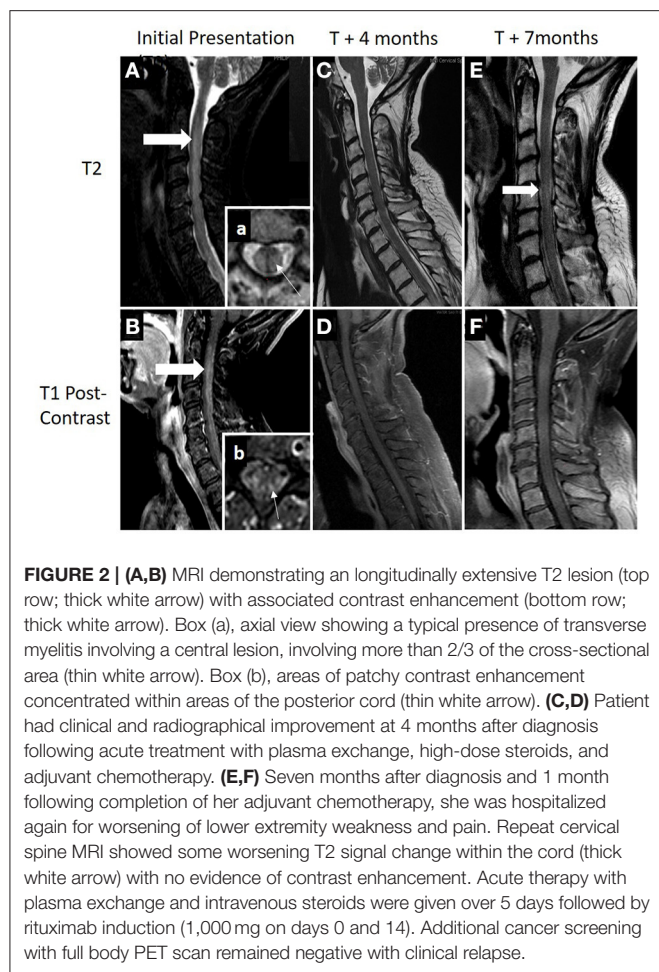 Initial Presentation
T + 4 months
T + 7months
A
C
E
T2
a
B
D
F
T1 Post-
Contrast
b
FIGURE 2 | (A,B) MRI demonstrating an longitudinally extensive T2 lesion (top
row; thick white arrow) with associated contrast enhancement (bottom row;
thick white arrow). Box (a), axial view showing a typical presence of transverse
myelitis involving a central lesion, involving more than 2/3 of the cross-sectional
area (thin white arrow). Box (b), areas of patchy contrast enhancement
concentrated within areas of the posterior cord (thin white arrow). (C,D) Patient
had clinical and radiographical improvement at 4 months after diagnosis
following acute treatment with plasma exchange, high-dose steroids, and
adjuvant chemotherapy. (E,F) Seven months after diagnosis and 1 month
following completion of her adjuvant chemotherapy, she was hospitalized
again for worsening of lower extremity weakness and pain. Repeat cervical
spine MRI showed some worsening T2 signal change within the cord (thick
white arrow) with no evidence of contrast enhancement. Acute therapy with
plasma exchange and intravenous steroids were given over 5 days followed by
rituximab induction (1,000 mg on days 0 and 14). Additional cancer screening
with full body PET scan remained negative with clinical relapse.